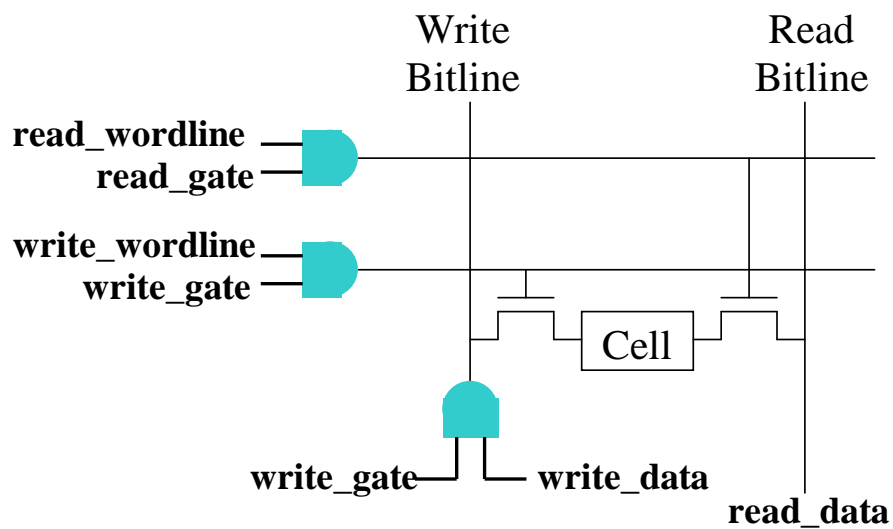 Write
Bitline
Read
Bitline
read_wordline
read_gate
write_wordline
write_gate
Cell
write_gate
write_data
read_data